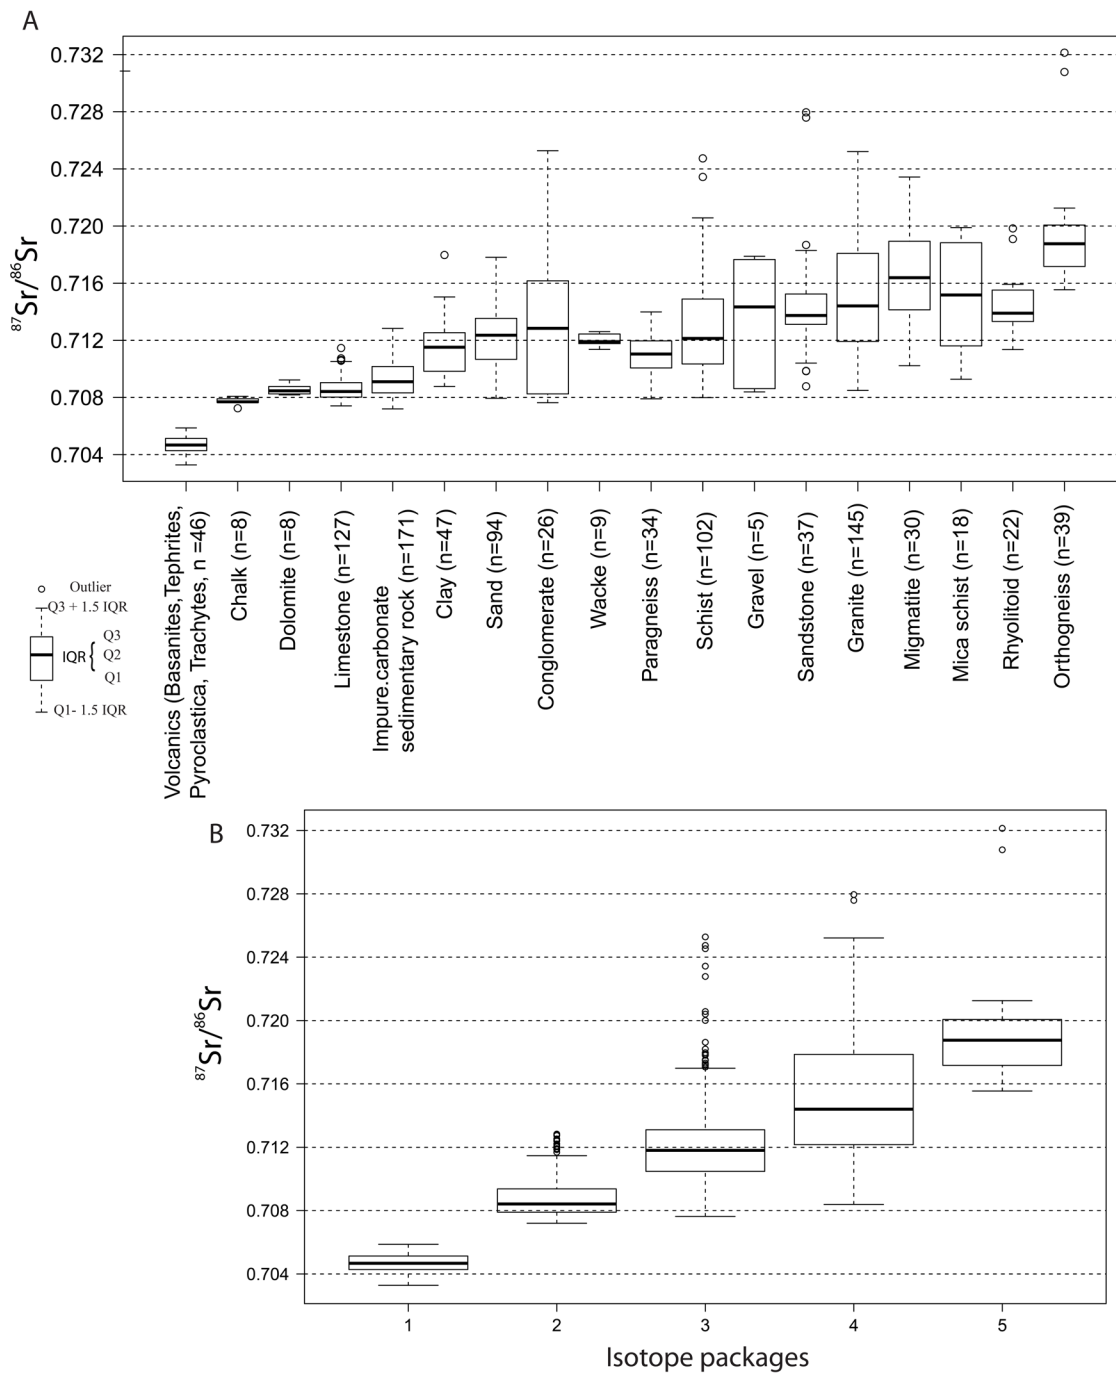 A
0.732
0.728
0.724
0.720
0.716
0.712
0.708
0.704
87Sr/86Sr
Volcanics (Basanites,Tephrites,
Pyroclastica, Trachytes, n =46)
Chalk (n=8)
Dolomite (n=8)
Limestone (n=127)
Impure.carbonate
sedimentary rock (n=171)
Clay (n=47)
Sand (n=94)
Conglomerate (n=26)
Wacke (n=9)
Paragneiss (n=34)
Schist (n=102)
Gravel (n=5)
Sandstone (n=37)
Granite (n=145)
Migmatite (n=30)
Mica schist (n=18)
Rhyolitoid (n=22)
Orthogneiss (n=39)
Outlier
Q3 + 1.5 IQR
Q3
IQR { Q2
Q1
Q1- 1.5 IQR
B
0.732
0.728
0.724
0.720
0.716
0.712
0.708
0.704
87Sr/86Sr
1 2 3 4 5
Isotope packages